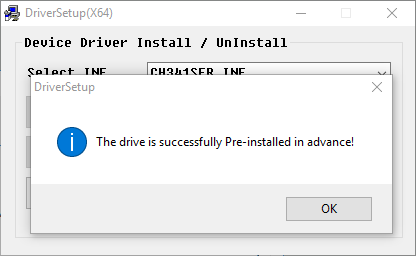 DriverSetup(X64)
Device Driver Install / UnInstall
Select INF
CH341SER.INF
DriverSetup
The drive is successfully Pre-installed in advance!
OK